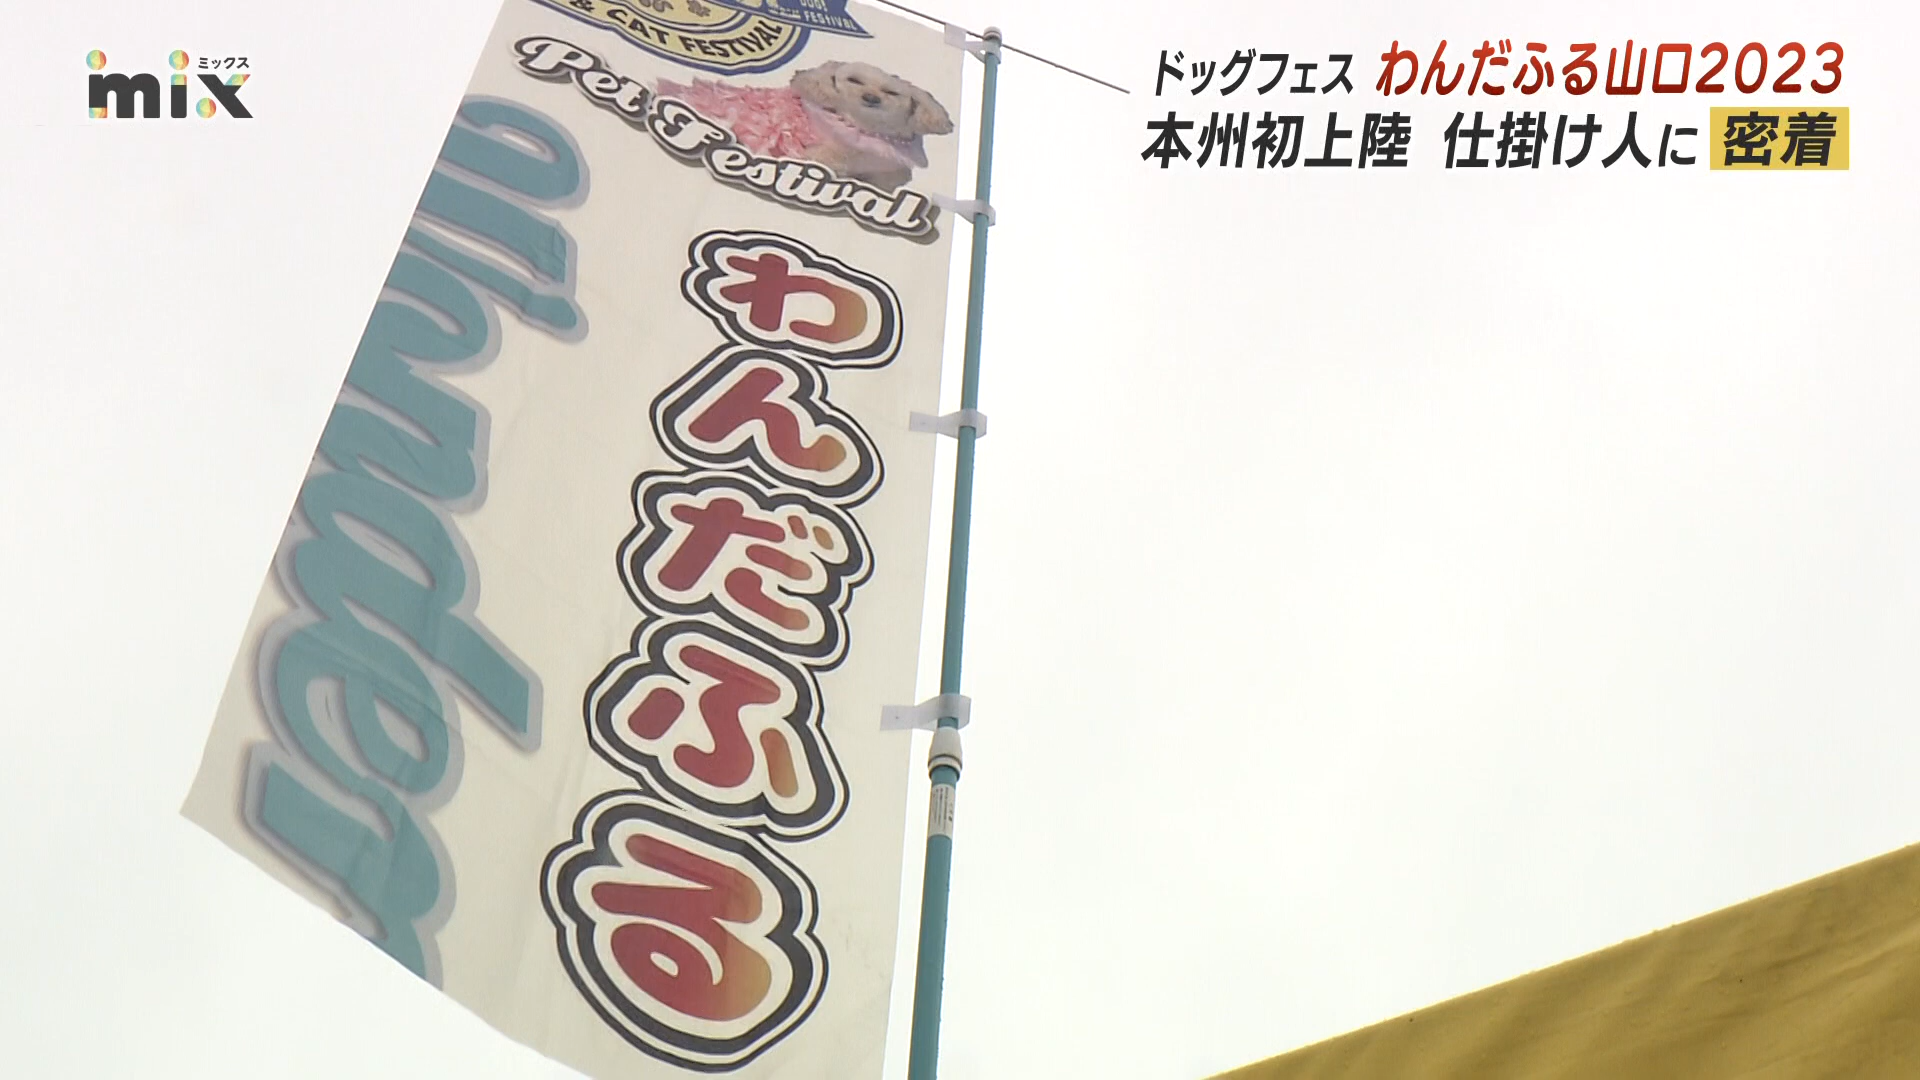 mix
ミックス
ドッグフェス わんだふる山口2023
本州初上陸 仕掛け人に 密着
& CAT FESTIVAL
FESTIVAL
Pet Festival
わんだふる